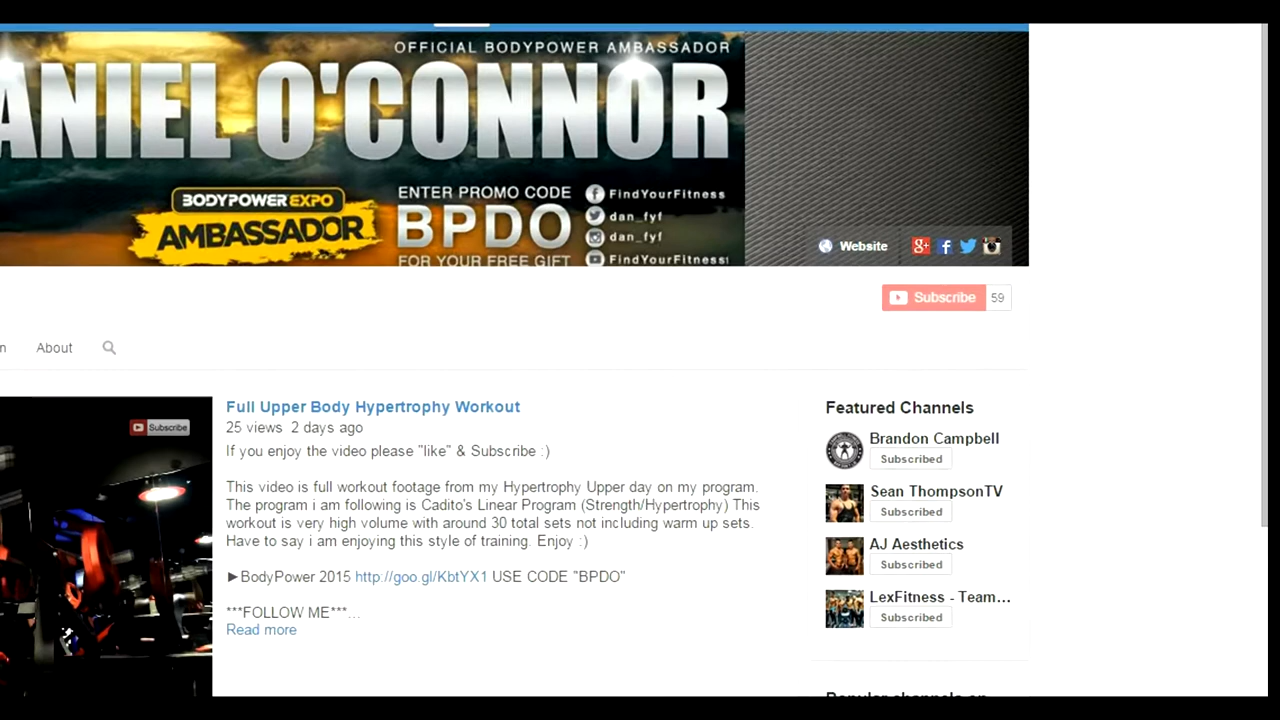 OFFICIAL BODYPOWER AMBASSADOR
ANIEL O'CONNOR
BODYPOWER EXPO
AMBASSADOR
ENTER PROMO CODE
BPDO
FOR YOUR FREE GIFT
FindYourFitness
dan_fyf
dan_fyf
FindYourFitness
Website
Subscribe 59
About
Subscribe
Full Upper Body Hypertrophy Workout
25 views 2 days ago
If you enjoy the video please "like" & Subscribe :)
This video is full workout footage from my Hypertrophy Upper day on my program.
The program i am following is Cadito's Linear Program (Strength/Hypertrophy) This
workout is very high volume with around 30 total sets not including warm up sets.
Have to say i am enjoying this style of training. Enjoy :)
►BodyPower 2015 http://goo.gl/KbtYX1 USE CODE "BPDO"
***FOLLOW ME***...
Read more
Featured Channels
Brandon Campbell
Subscribed
Sean ThompsonTV
Subscribed
AJ Aesthetics
Subscribed
LexFitness - Team...
Subscribed
Popular channels on